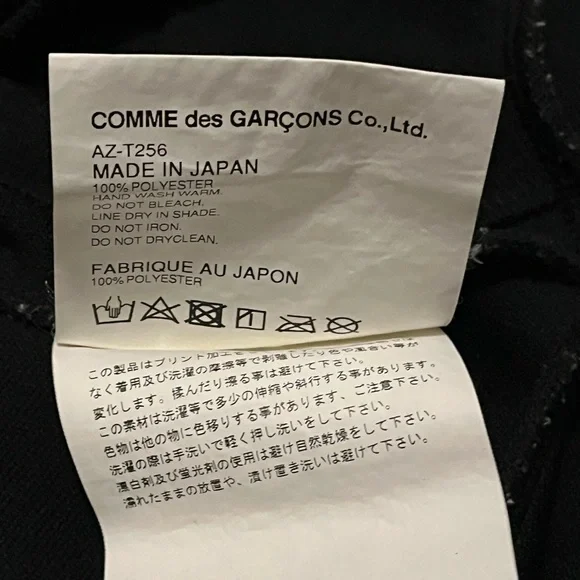 COMME des GARÇONS Co.,Ltd.
AZ-T256
MADE IN JAPAN
100% POLYESTER
HAND WASH WARM.
DO NOT BLEACH.
LINE DRY IN SHADE.
DO NOT IRON.
DO NOT DRYCLEAN.
FABRIQUE AU JAPON
100% POLYESTER
この製品はプリント加工を
なく着用及び洗濯の摩擦等で剥離したり色や風合い等が
変化します。揉んだり擦る事は避けて下さい。
この素材は洗濯等で多少の伸縮や斜行する事があります。
色物は他の物に色移りする事があります、ご注意下さい。
洗濯の際は手洗いで軽く押し洗いをして下さい。
漂白剤及び蛍光剤の使用は避け自然乾燥をして下さい。
濡れたままの放置や、漬け置き洗いは避けて下さい。